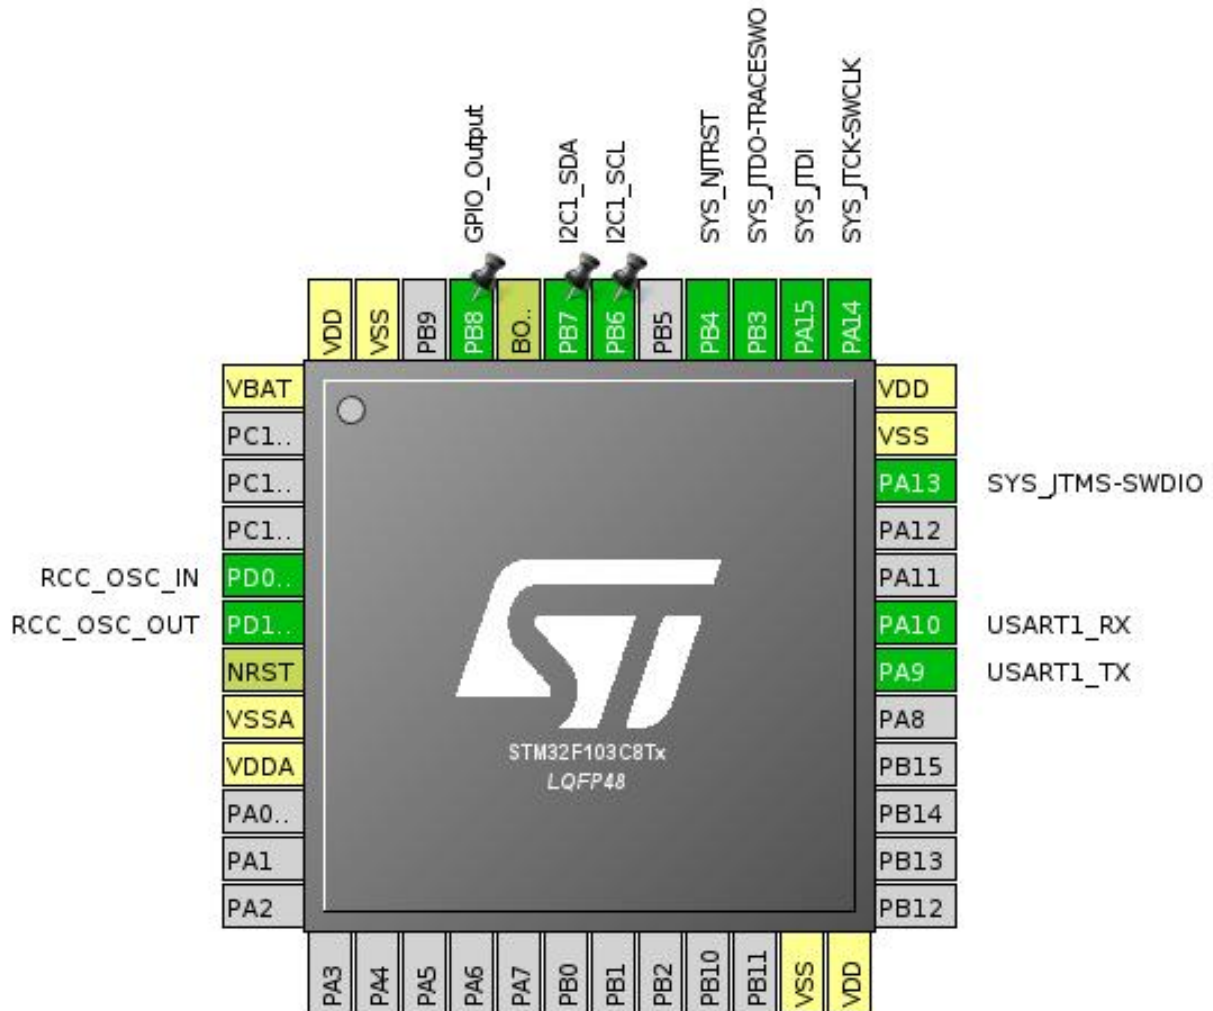 GPIO_Output
I2C1_SDA
I2C1_SCL
SYS_NJTRST
SYS_JTDO-TRACESWO
SYS_JTDI
SYS_JTCK-SWCLK
VDD
VSS
PB9
PB8
BO..
PB7
PB6
PB5
PB4
PB3
PA15
PA14
VBAT
PC1..
PC1..
PC1..
RCC_OSC_IN PD0..
RCC_OSC_OUT PD1..
NRST
VSSA
VDDA
PA0..
PA1
PA2
VDD
VSS
PA13 SYS_JTMS-SWDIO
PA12
PA11
PA10 USART1_RX
PA9 USART1_TX
PA8
PB15
PB14
PB13
PB12
ST
STM32F103C8Tx
LQFP48
PA3
PA4
PA5
PA6
PA7
PB0
PB1
PB2
PB10
PB11
VSS
VDD